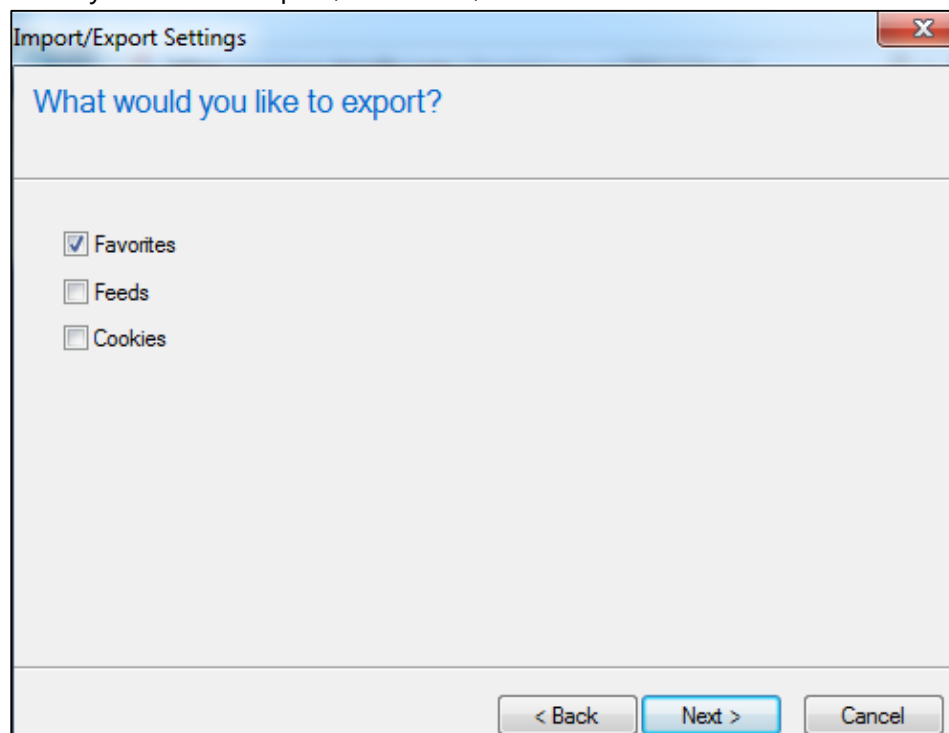 Import/Export Settings
What would you like to export?
Favorites
Feeds
Cookies
< Back Next > Cancel